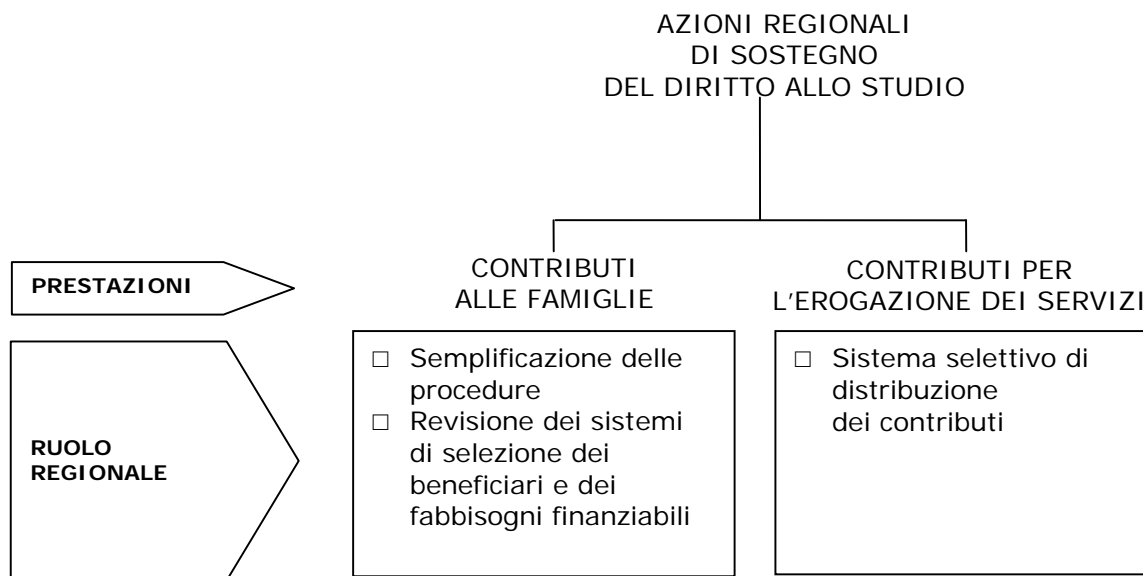 AZIONI REGIONALI
DI SOSTEGNO
DEL DIRITTO ALLO STUDIO
PRESTAZIONI
CONTRIBUTI
ALLE FAMIGLIE
CONTRIBUTI PER
L'EROGAZIONE DEI SERVIZI
RUOLO
REGIONALE
□ Semplificazione delle
procedure
□ Revisione dei sistemi
di selezione dei
beneficiari e dei
fabbisogni finanziabili
□ Sistema selettivo di
distribuzione
dei contributi